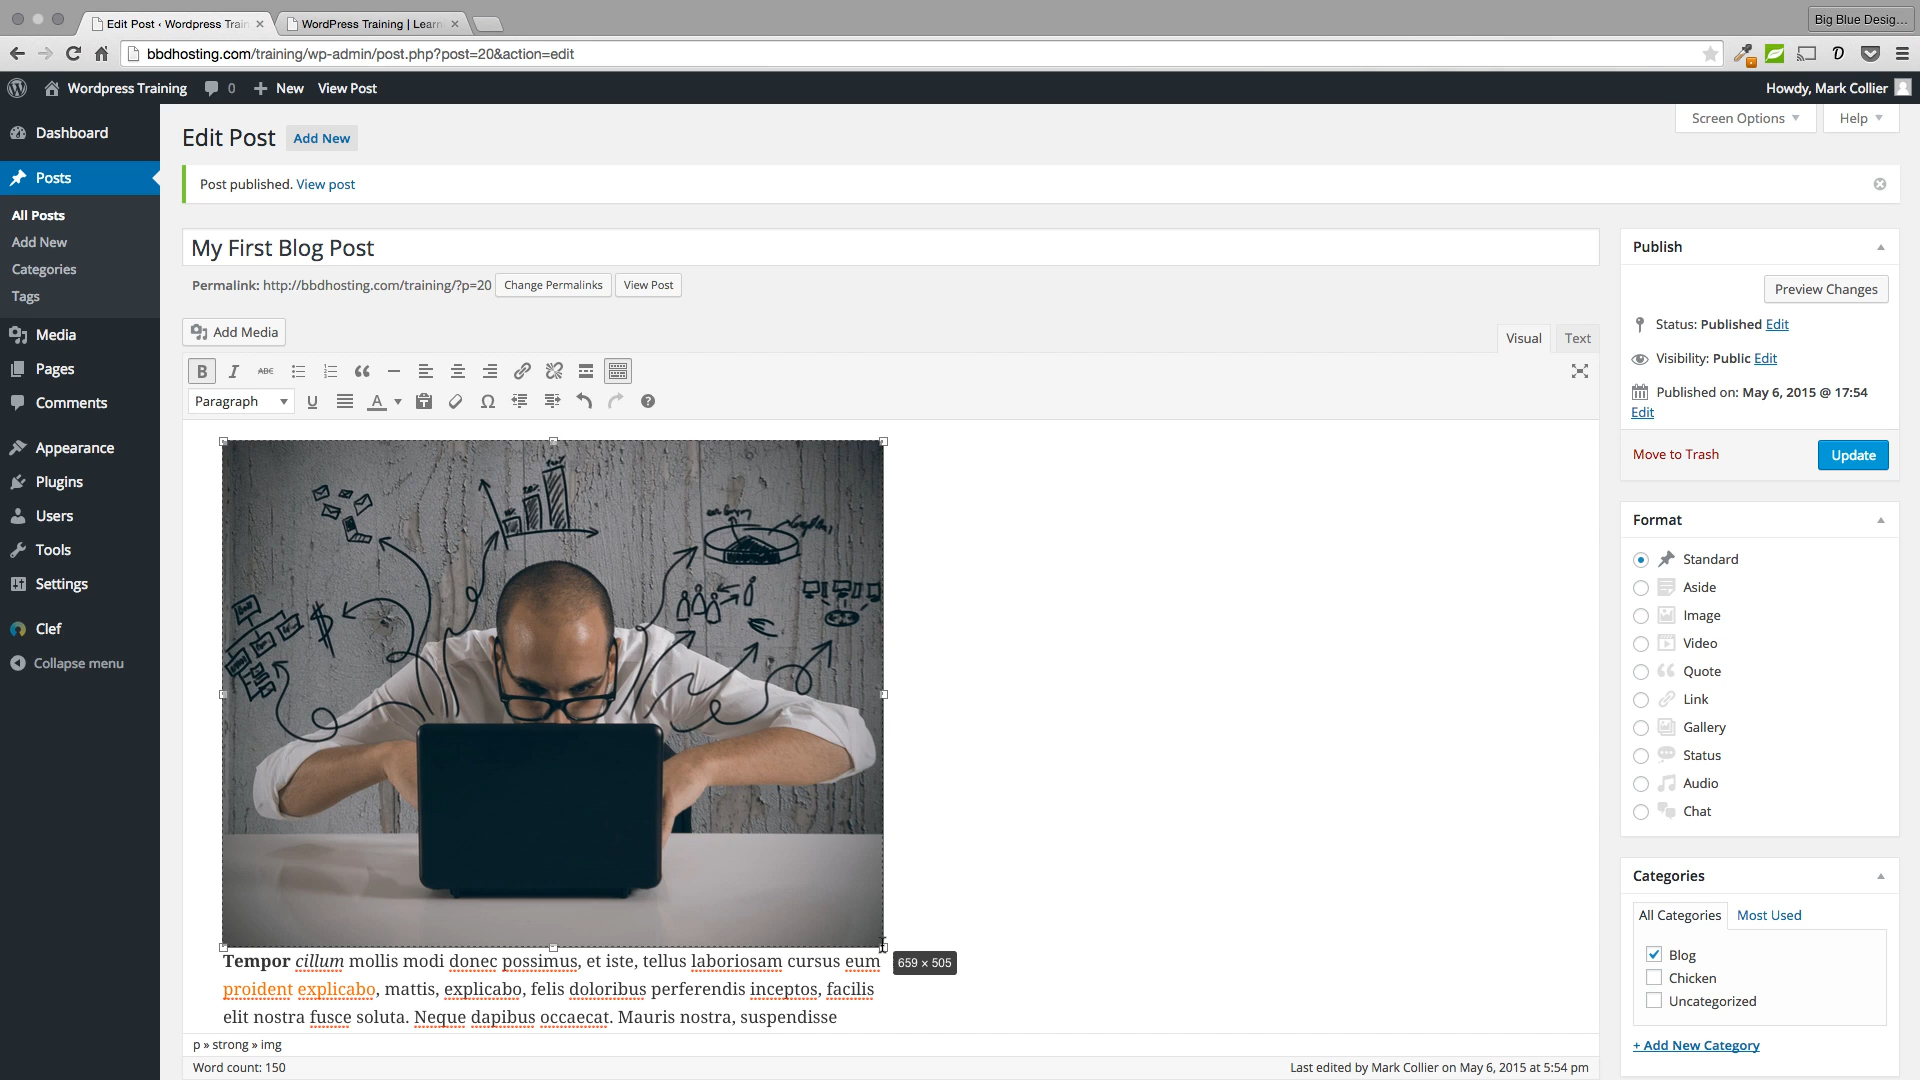 Edit Post ‹ Wordpress Train
WordPress Training | Learn
Big Blue Desig...
bbdhosting.com/training/wp-admin/post.php?post=20&action=edit
Wordpress Training
0
New
View Post
Howdy, Mark Collier
Screen Options
Help
Dashboard
Posts
All Posts
Add New
Categories
Tags
Media
Pages
Comments
Appearance
Plugins
Users
Tools
Settings
Clef
Collapse menu
Edit Post
Add New
Post published. View post
My First Blog Post
Permalink: http://bbdhosting.com/training/?p=20
Change Permalinks
View Post
Add Media
Visual
Text
B I ABC
Paragraph
U A
659 × 505
Tempor cillum mollis modi donec possimus, et iste, tellus laboriosam cursus eum
proident explicabo, mattis, explicabo, felis doloribus perferendis inceptos, facilis
elit nostra fusce soluta. Neque dapibus occaecat. Mauris nostra, suspendisse
p » strong » img
Word count: 150
Last edited by Mark Collier on May 6, 2015 at 5:54 pm
Publish
Preview Changes
Status: Published Edit
Visibility: Public Edit
Published on: May 6, 2015 @ 17:54
Edit
Move to Trash
Update
Format
Standard
Aside
Image
Video
Quote
Link
Gallery
Status
Audio
Chat
Categories
All Categories
Most Used
Blog
Chicken
Uncategorized
+ Add New Category